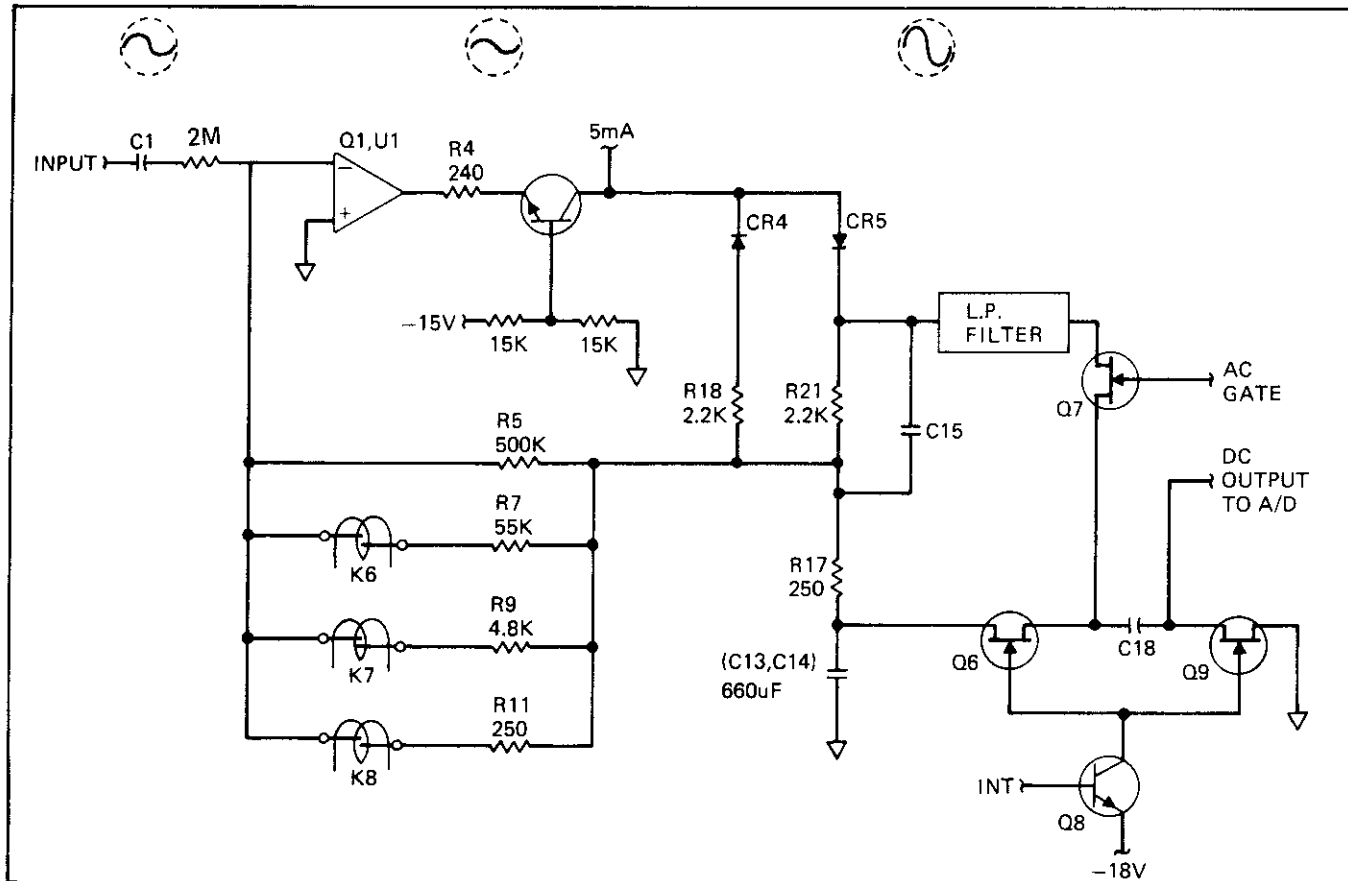 C1
2M
INPUT
Q1,U1
−
+
R4
240
5mA
CR4
CR5
−15V
15K
15K
L.P.
FILTER
AC
GATE
Q7
R18
2.2K
R21
2.2K
C15
R5
500K
DC
OUTPUT
TO A/D
R7
55K
K6
R17
250
R9
4.8K
K7
(C13,C14)
660uF
Q6
C18
Q9
R11
250
K8
INT
Q8
−18V